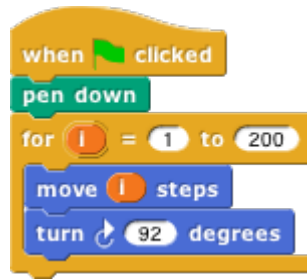 when clicked
pen down
for i = 1 to 200
move i steps
turn 92 degrees